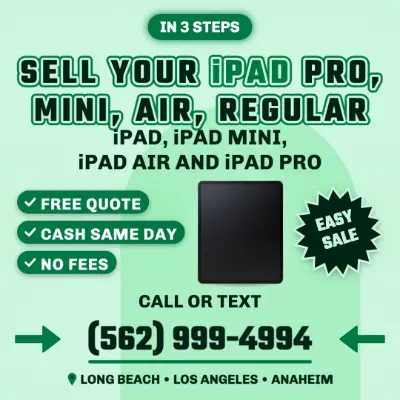 IN 3 STEPS
SELL YOUR iPAD PRO,
MINI, AIR, REGULAR
iPAD, iPAD MINI,
iPAD AIR AND iPAD PRO
✓ FREE QUOTE
✓ CASH SAME DAY
✓ NO FEES
EASY
SALE
CALL OR TEXT
(562) 999-4994
LONG BEACH • LOS ANGELES • ANAHEIM